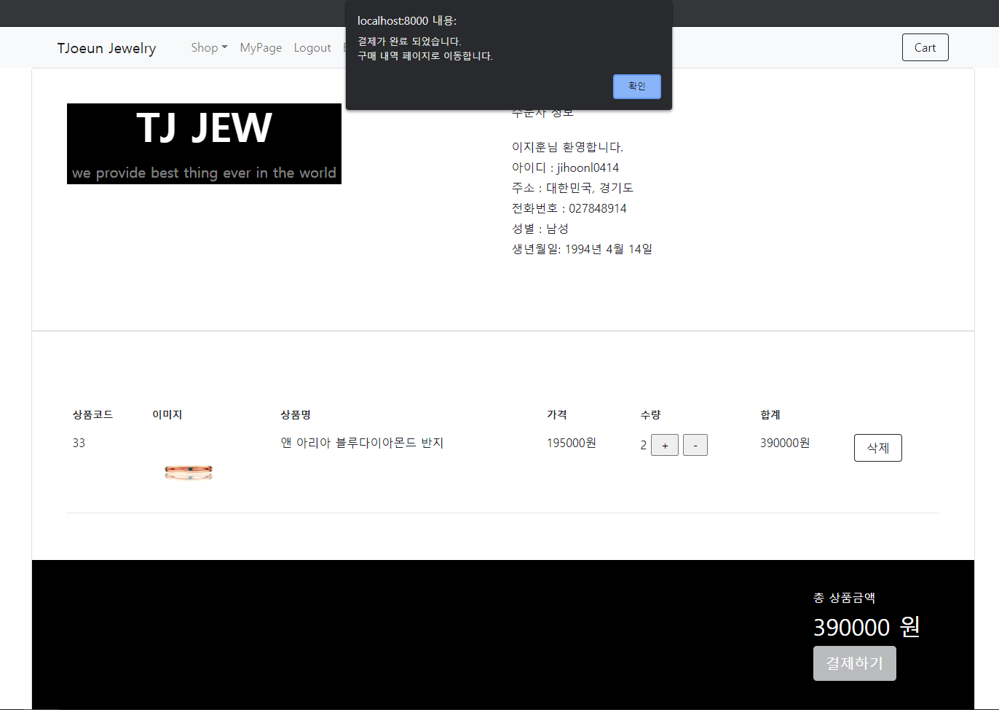 localhost:8000 내용:
결제가 완료 되었습니다.
구매 내역 페이지로 이동합니다.
확인
TJoeun Jewelry Shop MyPage Logout Cart
TJ JEW
we provide best thing ever in the world
주문자 정보
이지훈님 환영합니다.
아이디 : jihoonl0414
주소 : 대한민국, 경기도
전화번호 : 027848914
성별 : 남성
생년월일: 1994년 4월 14일
상품코드 이미지 상품명 가격 수량 합계
33 앤 아리아 블루다이아몬드 반지 195000원 2 + - 390000원 삭제
총 상품금액
390000 원
결제하기